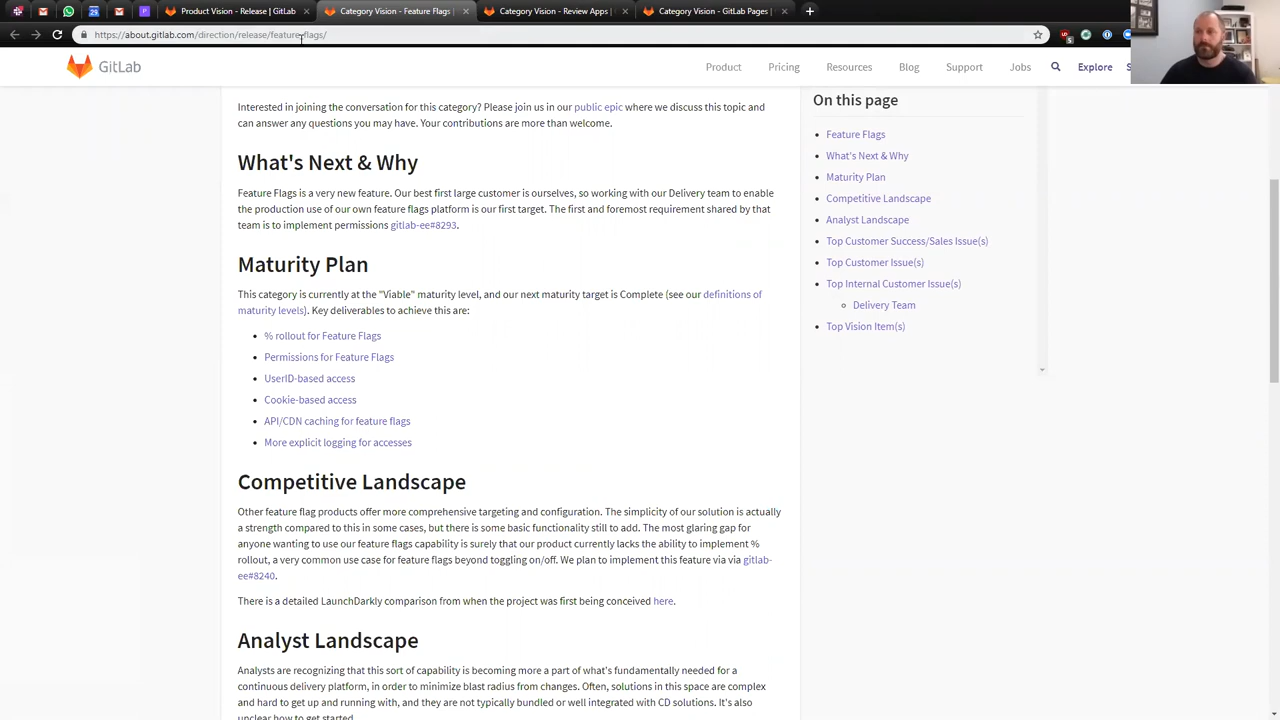 Product Vision - Release | GitLab
Category Vision - Feature Flags |
Category Vision - Review Apps |
Category Vision - GitLab Pages |
https://about.gitlab.com/direction/release/feature-flags/
GitLab
Product
Pricing
Resources
Blog
Support
Jobs
Explore
Interested in joining the conversation for this category? Please join us in our public epic where we discuss this topic and
can answer any questions you may have. Your contributions are more than welcome.
What's Next & Why
Feature Flags is a very new feature. Our best first large customer is ourselves, so working with our Delivery team to enable
the production use of our own feature flags platform is our first target. The first and foremost requirement shared by that
team is to implement permissions gitlab-ee#8293.
Maturity Plan
This category is currently at the "Viable" maturity level, and our next maturity target is Complete (see our definitions of
maturity levels). Key deliverables to achieve this are:
• % rollout for Feature Flags
• Permissions for Feature Flags
• UserID-based access
• Cookie-based access
• API/CDN caching for feature flags
• More explicit logging for accesses
Competitive Landscape
Other feature flag products offer more comprehensive targeting and configuration. The simplicity of our solution is actually
a strength compared to this in some cases, but there is some basic functionality still to add. The most glaring gap for
anyone wanting to use our feature flags capability is surely that our product currently lacks the ability to implement %
rollout, a very common use case for feature flags beyond toggling on/off. We plan to implement this feature via via gitlab-
ee#8240.
There is a detailed LaunchDarkly comparison from when the project was first being conceived here.
Analyst Landscape
Analysts are recognizing that this sort of capability is becoming more a part of what's fundamentally needed for a
continuous delivery platform, in order to minimize blast radius from changes. Often, solutions in this space are complex
and hard to get up and running with, and they are not typically bundled or well integrated with CD solutions. It's also
unclear how to get started.
On this page
• Feature Flags
• What's Next & Why
• Maturity Plan
• Competitive Landscape
• Analyst Landscape
• Top Customer Success/Sales Issue(s)
• Top Customer Issue(s)
• Top Internal Customer Issue(s)
Delivery Team
• Top Vision Item(s)